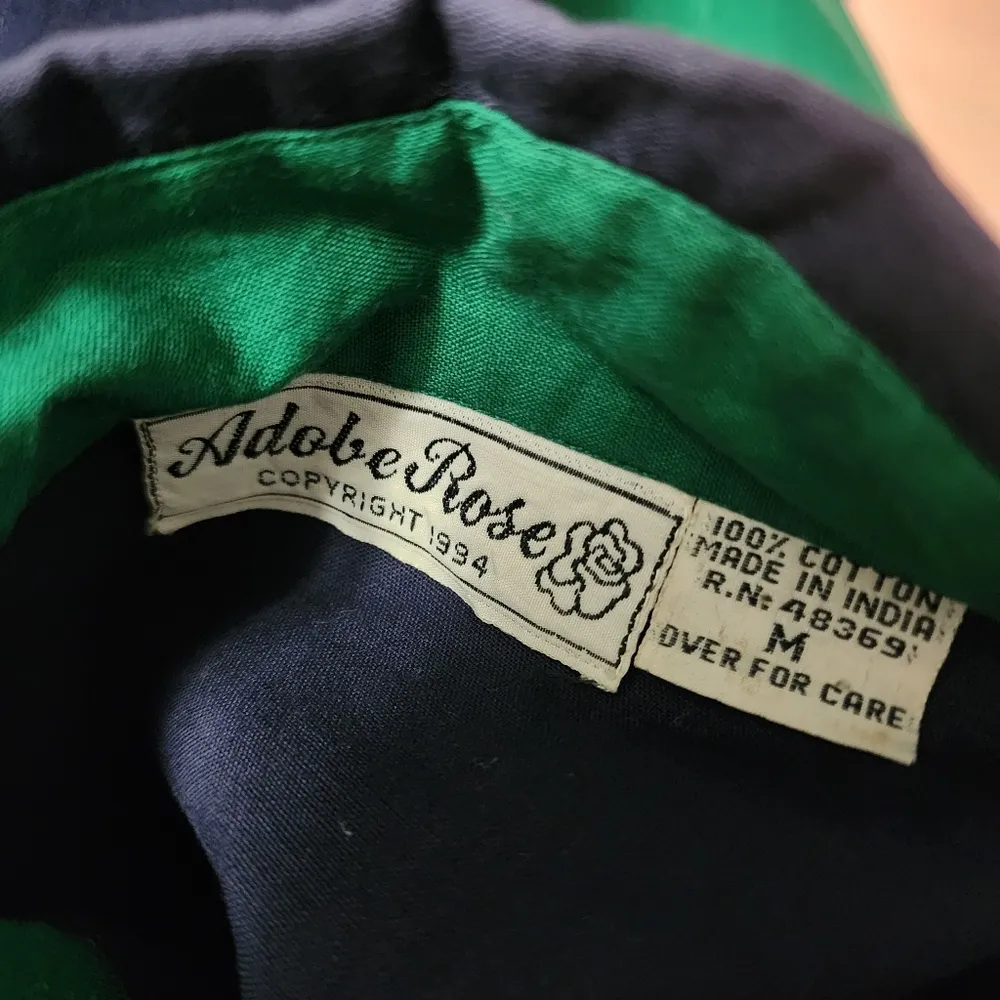 Adobe Rose
COPYRIGHT 1994
100% COTTON
MADE IN INDIA
R.N: 48369
M
OVER FOR CARE